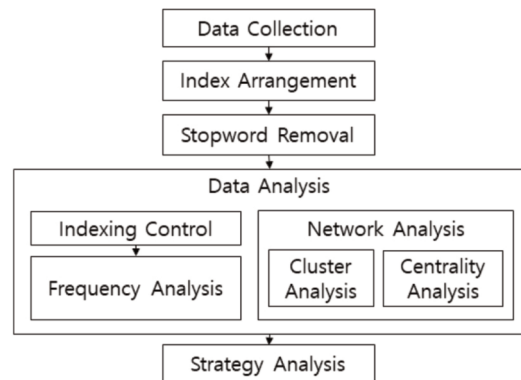 Data Collection
Index Arrangement
Stopword Removal
Data Analysis
Indexing Control
Frequency Analysis
Network Analysis
Cluster
Analysis
Centrality
Analysis
Strategy Analysis